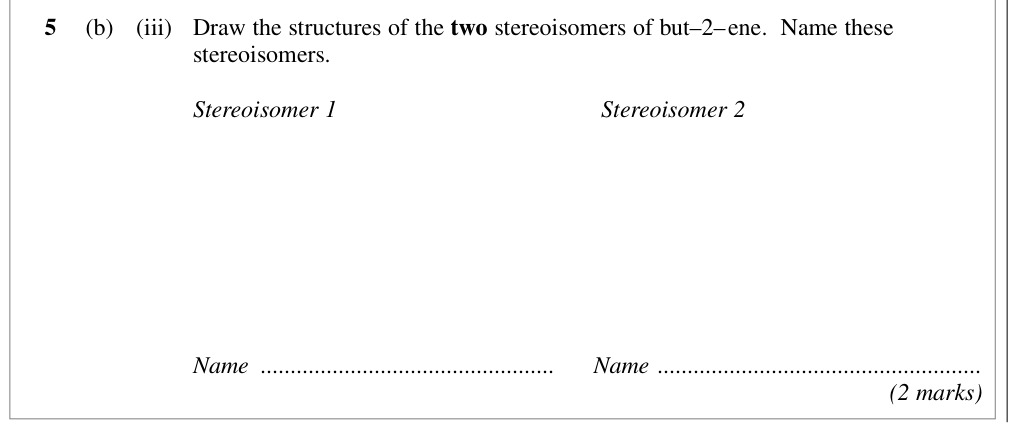 5 (b) (iii) Draw the structures of the two stereoisomers of but–2–ene. Name these
stereoisomers.
Stereoisomer 1 Stereoisomer 2
Name ................................................. Name ......................................................
(2 marks)